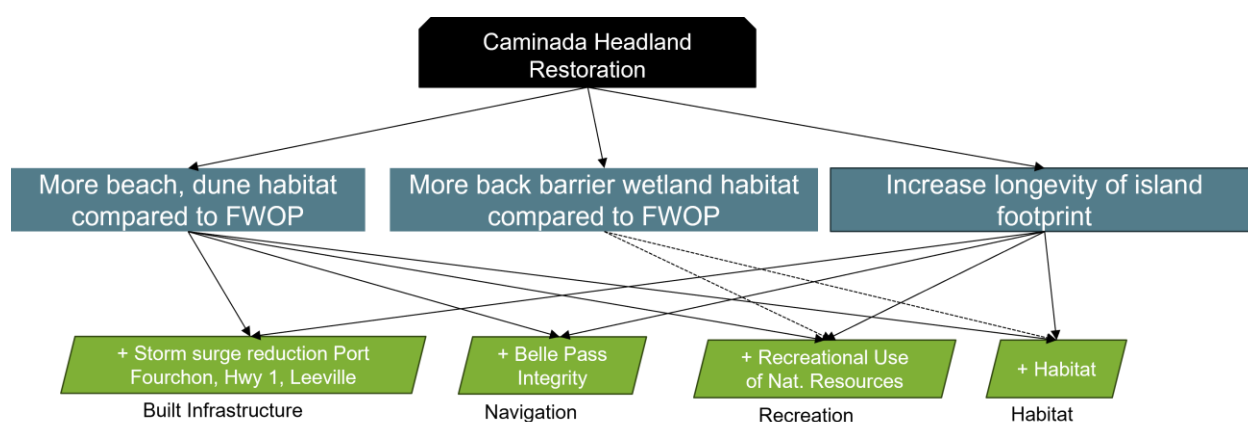 Caminada Headland
Restoration
More beach, dune habitat
compared to FWOP
More back barrier wetland habitat
compared to FWOP
Increase longevity of island
footprint
+ Storm surge reduction Port
Fourchon, Hwy 1, Leeville
+ Belle Pass
Integrity
+ Recreational Use
of Nat. Resources
+ Habitat
Built Infrastructure
Navigation
Recreation
Habitat